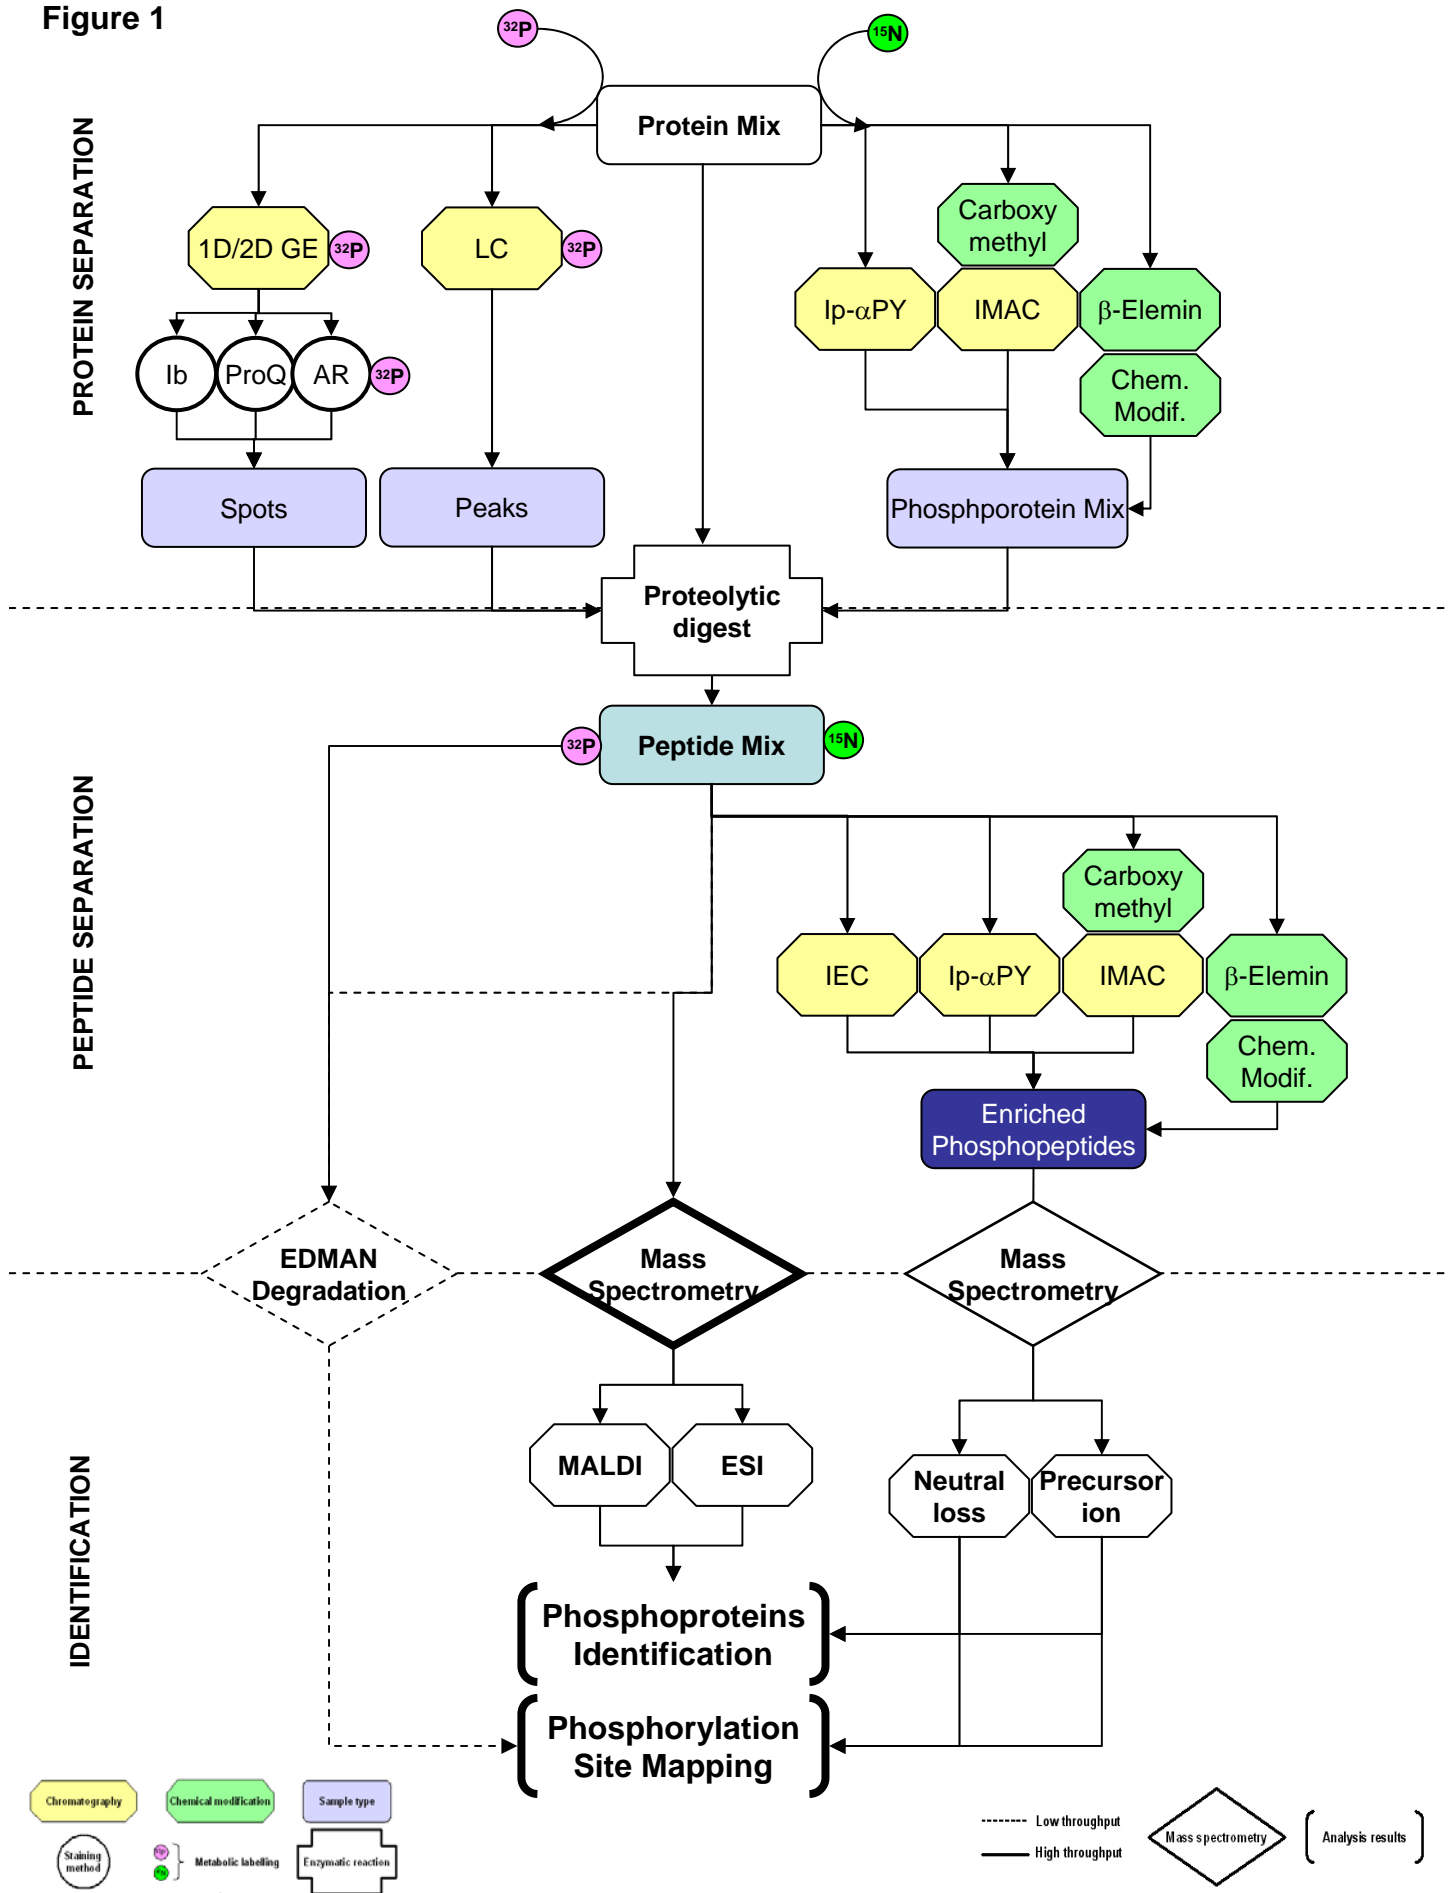 Figure 1
32P
15N
PROTEIN SEPARATION
Protein Mix
1D/2D GE
32P
LC
32P
Carboxy
methyl
Ip-αPY
IMAC
β-Elemin
Ib
ProQ
AR
32P
Chem.
Modif.
Spots
Peaks
Phosphporotein Mix
Proteolytic
digest
PEPTIDE SEPARATION
32P
Peptide Mix
15N
Carboxy
methyl
IEC
Ip-αPY
IMAC
β-Elemin
Chem.
Modif.
Enriched
Phosphopeptides
EDMAN
Degradation
Mass
Spectrometry
Mass
Spectrometry
IDENTIFICATION
MALDI
ESI
Neutral
loss
Precursor
ion
Phosphoproteins
Identification
Phosphorylation
Site Mapping
Chromatography
Chemical modification
Sample type
Staining
method
32P
15N
Metabolic labelling
Enzymatic reaction
Low throughput
High throughput
Mass spectrometry
Analysis results